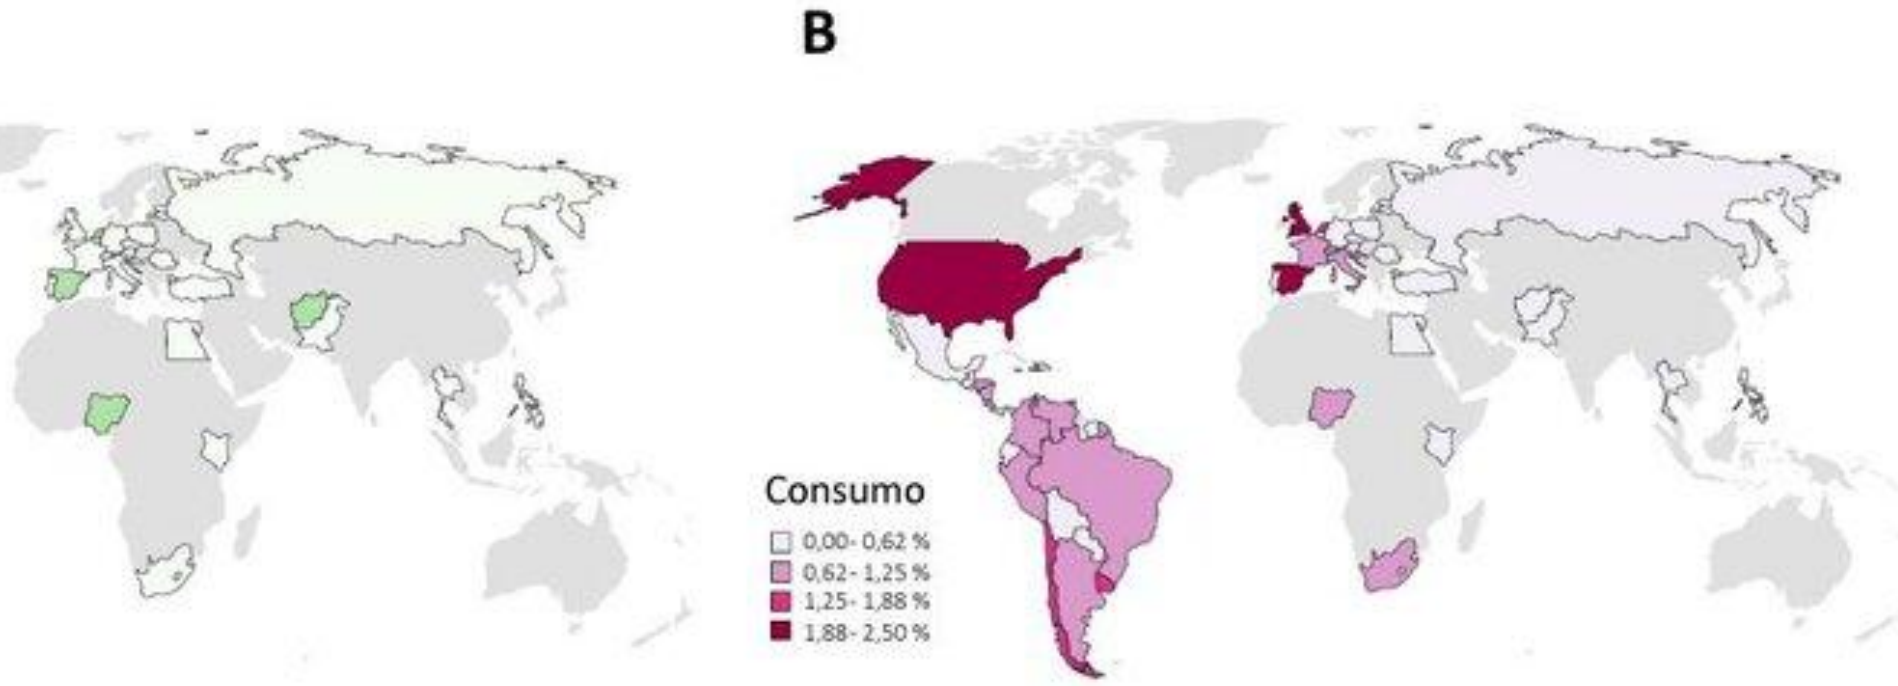 B
Consumo
0,00- 0,62 %
0,62- 1,25 %
1,25- 1,88 %
1,88- 2,50 %